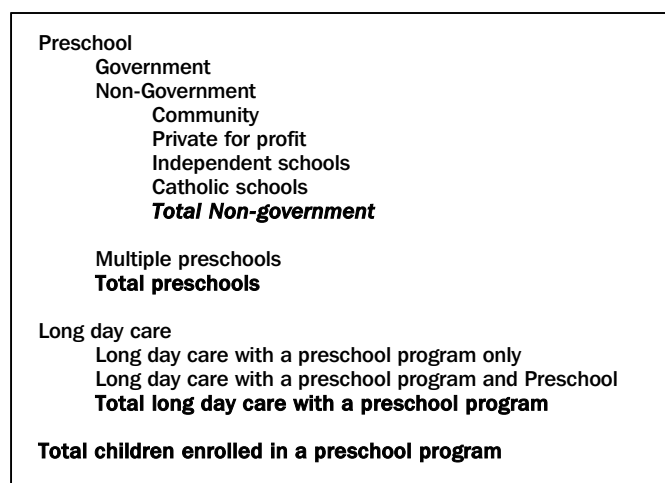 Preschool
Government
Non-Government
Community
Private for profit
Independent schools
Catholic schools
Total Non-government
Multiple preschools
Total preschools
Long day care
Long day care with a preschool program only
Long day care with a preschool program and Preschool
Total long day care with a preschool program
Total children enrolled in a preschool program